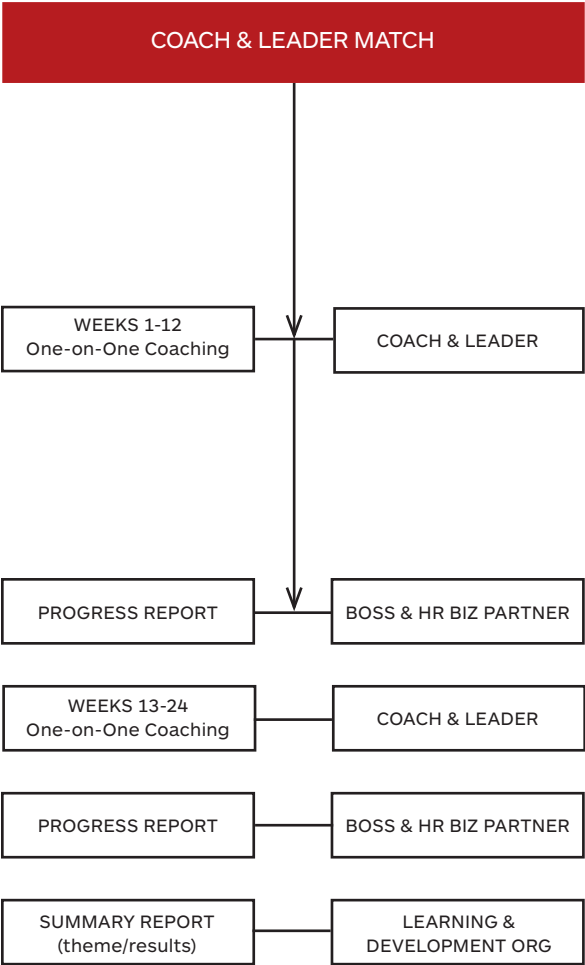 COACH & LEADER MATCH
WEEKS 1-12
One-on-One Coaching
COACH & LEADER
PROGRESS REPORT
BOSS & HR BIZ PARTNER
WEEKS 13-24
One-on-One Coaching
COACH & LEADER
PROGRESS REPORT
BOSS & HR BIZ PARTNER
SUMMARY REPORT
(theme/results)
LEARNING &
DEVELOPMENT ORG